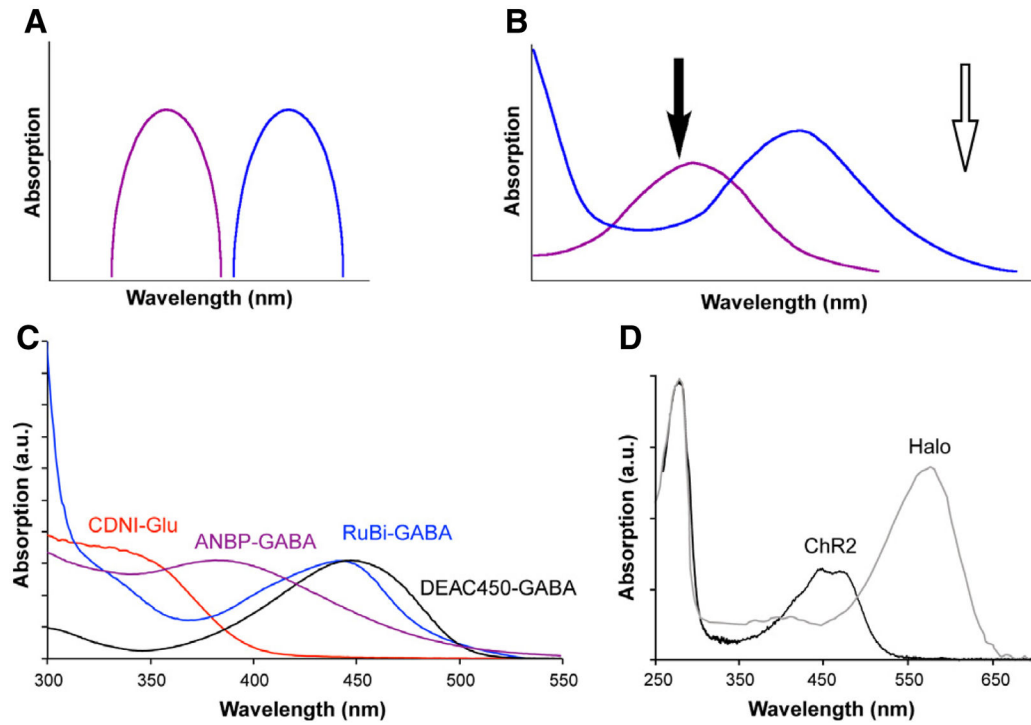 A
Absorption
Wavelength (nm)
B
Absorption
Wavelength (nm)
C
Absorption (a.u.)
CDNI-Glu
ANBP-GABA
RuBi-GABA
DEAC450-GABA
300 350 400 450 500 550
Wavelength (nm)
D
Absorption (a.u.)
Halo
ChR2
250 350 450 550 650
Wavelength (nm)